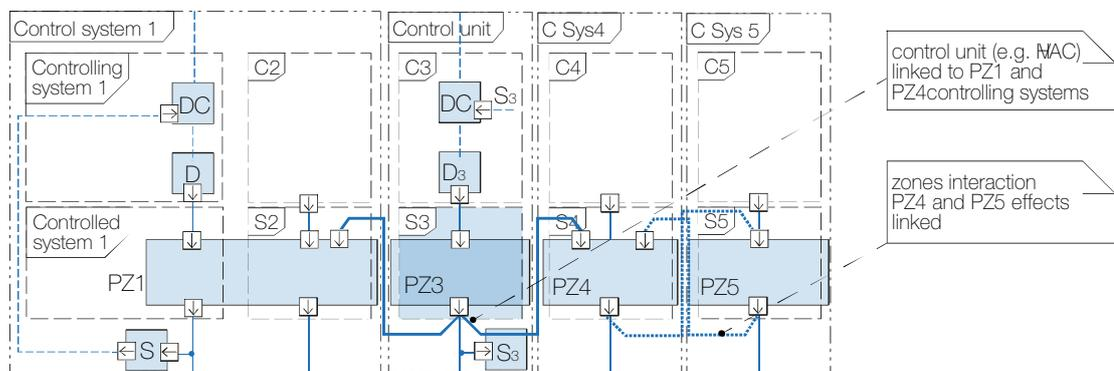 Control system 1
Control unit
C Sys4
C Sys 5
Controlling
system 1
C2
C3
C4
C5
DC
DC
S3
D
D3
Controlled
system 1
S2
S3
S4
S5
PZ1
PZ3
PZ4
PZ5
S
S3
control unit (e.g. HVAC)
linked to PZ1 and
PZ4controlling systems
zones interaction
PZ4 and PZ5 effects
linked